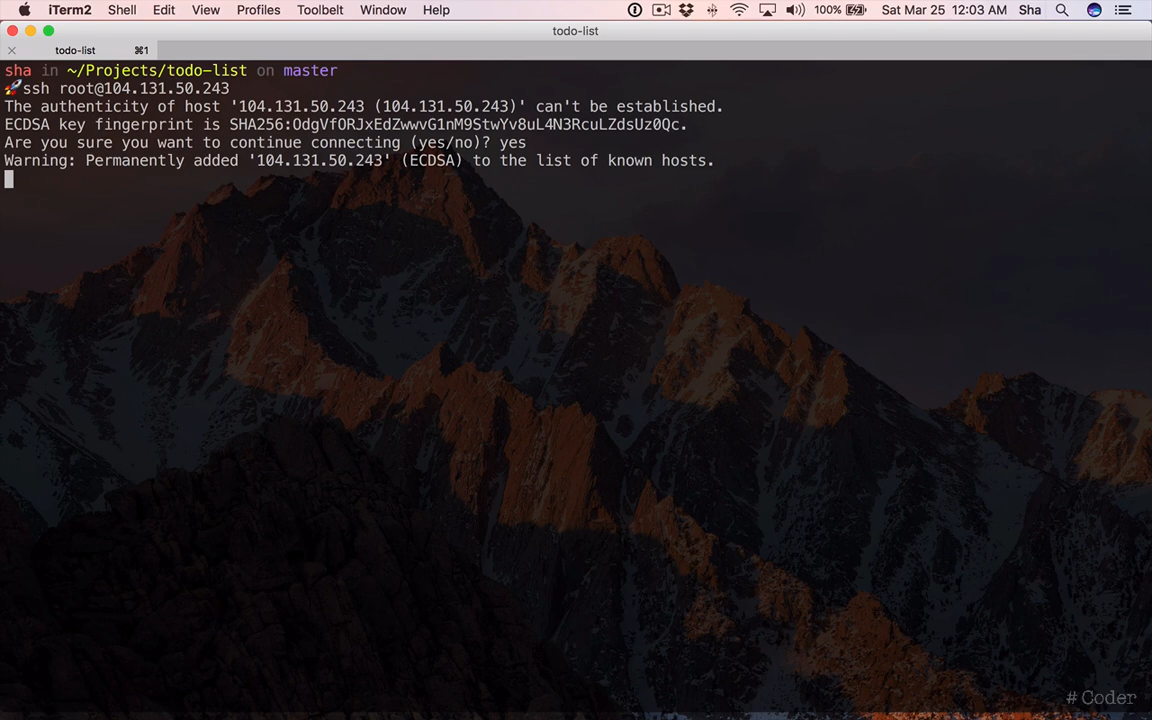 iTerm2 Shell Edit View Profiles Toolbelt Window Help 100% Sat Mar 25 12:03 AM Sha
todo-list
todo-list ⌘1
sha in ~/Projects/todo-list on master
🚀ssh root@104.131.50.243
The authenticity of host '104.131.50.243 (104.131.50.243)' can't be established.
ECDSA key fingerprint is SHA256:OdgVfORJxEdZwwvG1nM9StwYv8uL4N3RcuLZdsUz0Qc.
Are you sure you want to continue connecting (yes/no)? yes
Warning: Permanently added '104.131.50.243' (ECDSA) to the list of known hosts.
# Coder